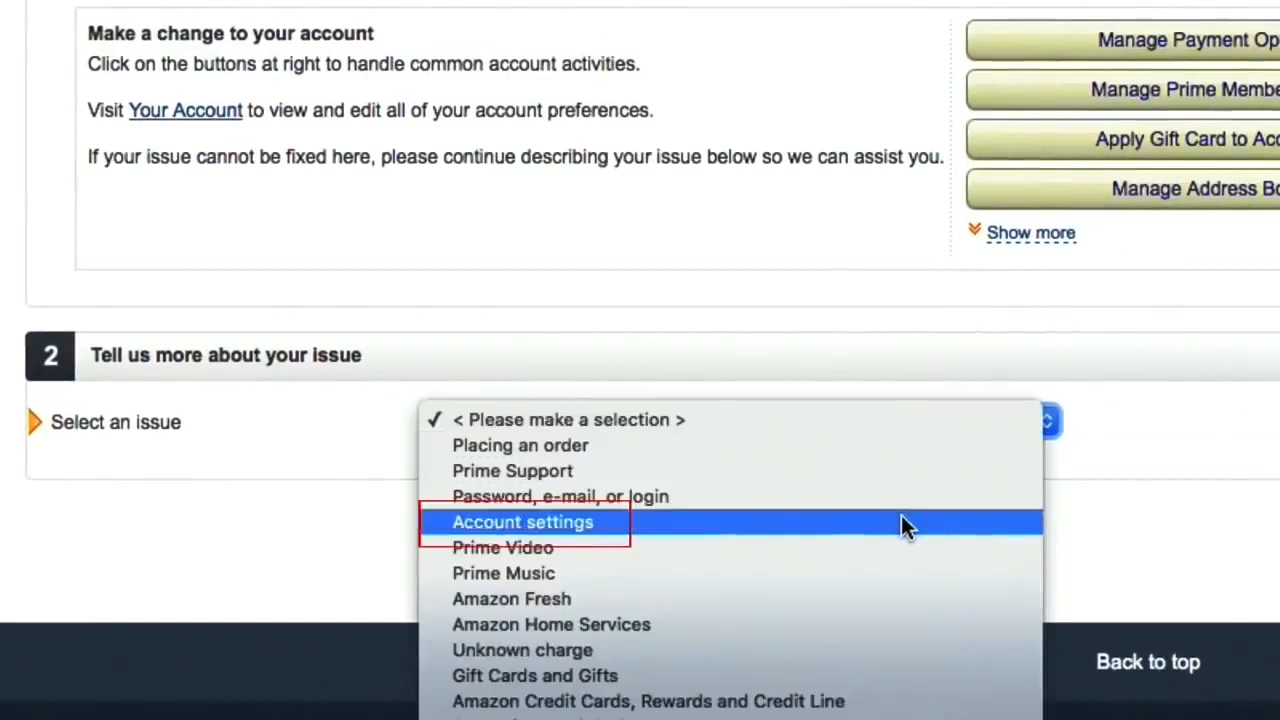 Make a change to your account
Click on the buttons at right to handle common account activities.
Visit Your Account to view and edit all of your account preferences.
If your issue cannot be fixed here, please continue describing your issue below so we can assist you.
Manage Payment
Manage Prime
Apply Gift Card to
Manage Address
Show more
2 Tell us more about your issue
Select an issue
✓ < Please make a selection >
Placing an order
Prime Support
Password, e-mail, or login
Account settings
Prime Video
Prime Music
Amazon Fresh
Amazon Home Services
Unknown charge
Gift Cards and Gifts
Amazon Credit Cards, Rewards and Credit Line
Back to top